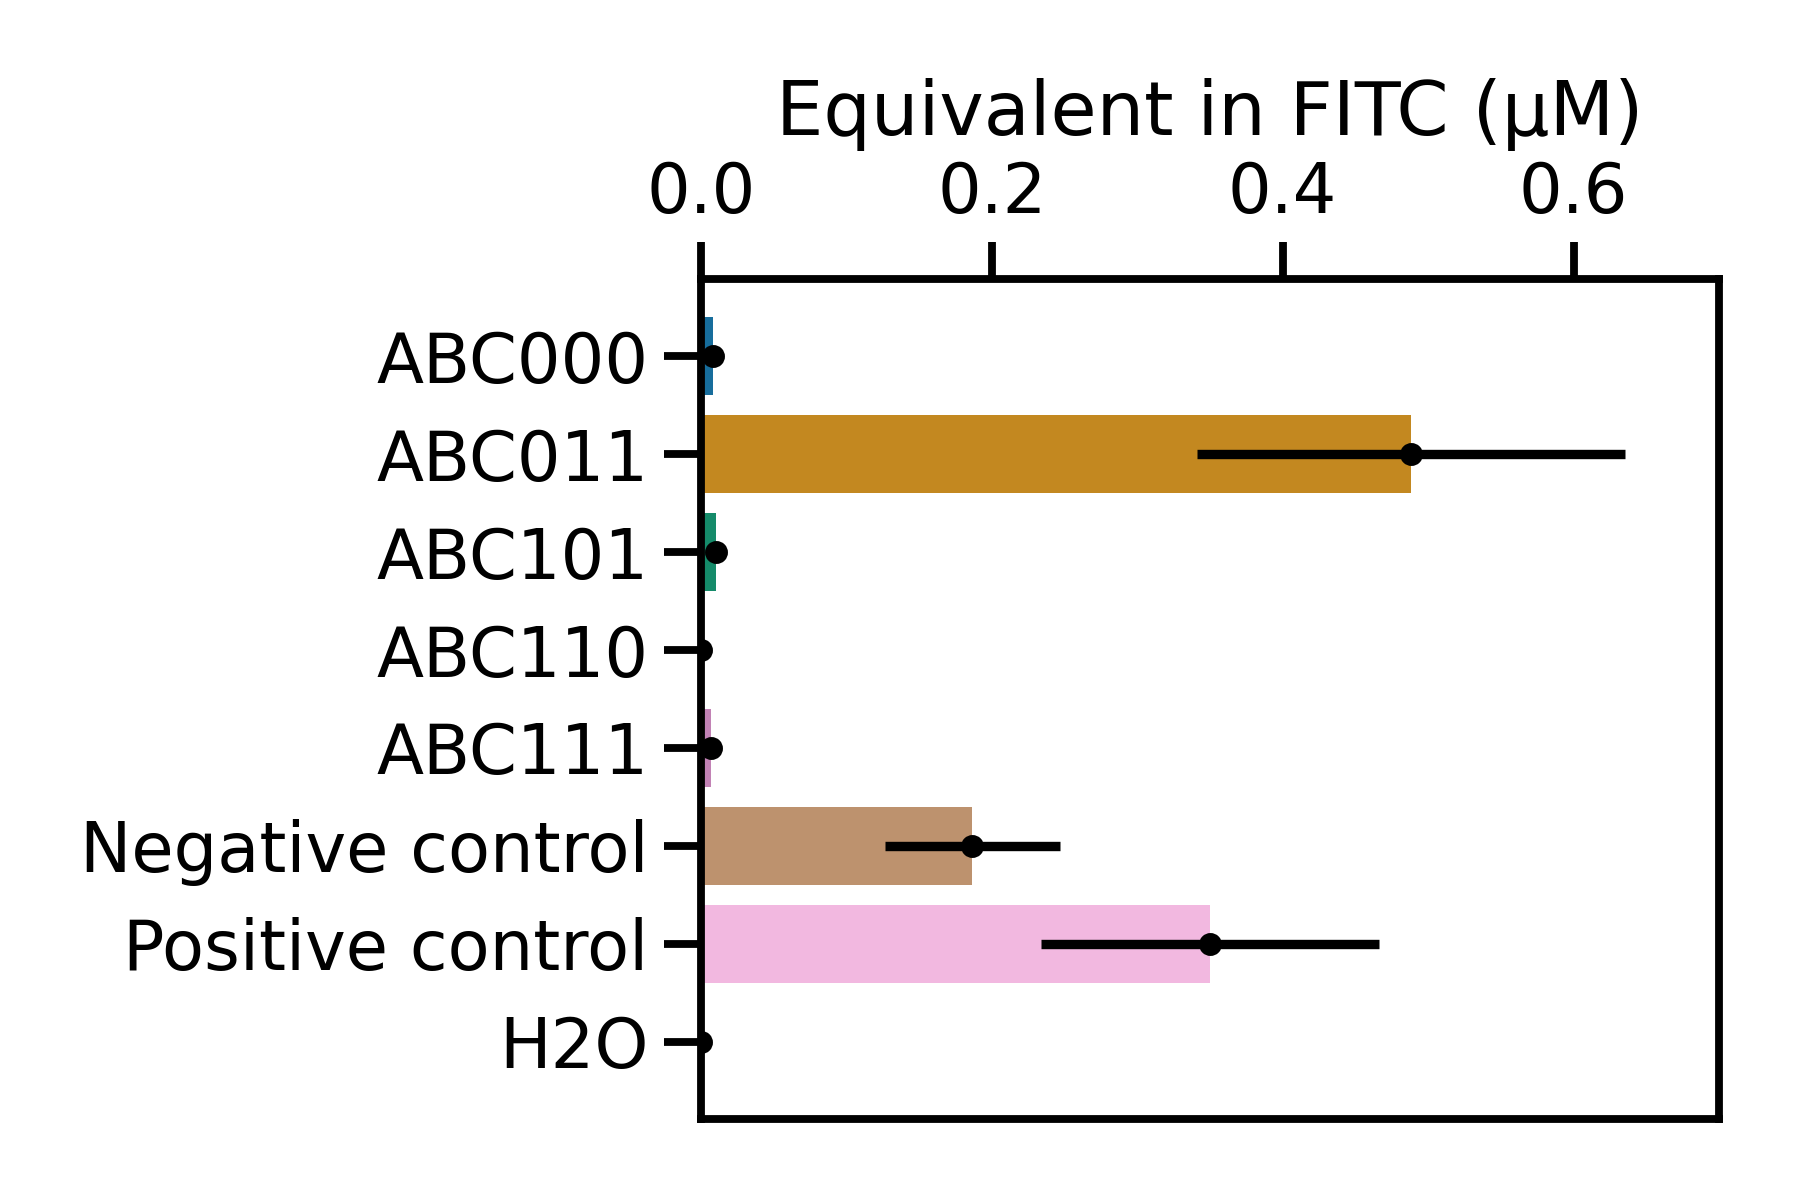 Equivalent in FITC (µM)
0.0 0.2 0.4 0.6
ABC000
ABC011
ABC101
ABC110
ABC111
Negative control
Positive control
H2O